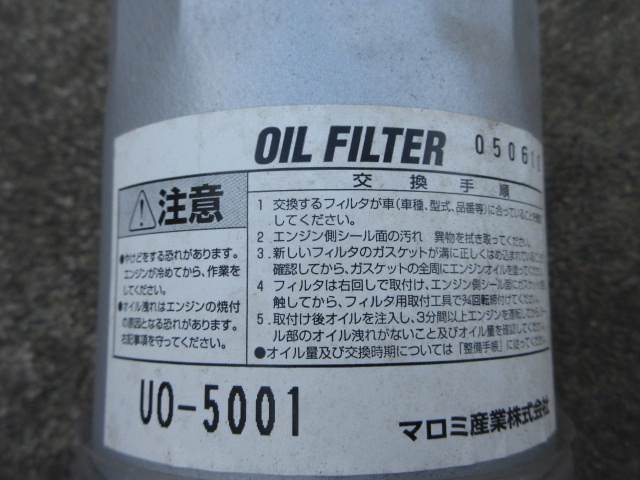 OIL FILTER 05061
注意
●やけどをする恐れがあります。
エンジンが冷めてから、作業を
してください。
●オイル洩れはエンジンの焼付
の原因となる恐れがあります。
右記事項を守ってください。
交換手順
1 交換するフィルタが車(車種、型式、品番等)に合っていることを
してください。
2 エンジン側シール面の汚れ 異物を拭き取ってください。
3.新しいフィルタのガスケットが溝に正しくはめ込まれていること
確認してから、ガスケットの全周にエンジンオイルを塗ってくだ
4 フィルタは右回しで取付け、エンジン側シール面にガスケット
触してから、フィルタ用取付工具で¾回転締付けてください。
5.取付け後オイルを注入し、3分間以上エンジンを運転して
ル部のオイル洩れがないこと及びオイル量を確認してください。
●オイル量及び交換時期については「整備手帳」に従ってください
UO-5001
マロミ産業株式会社